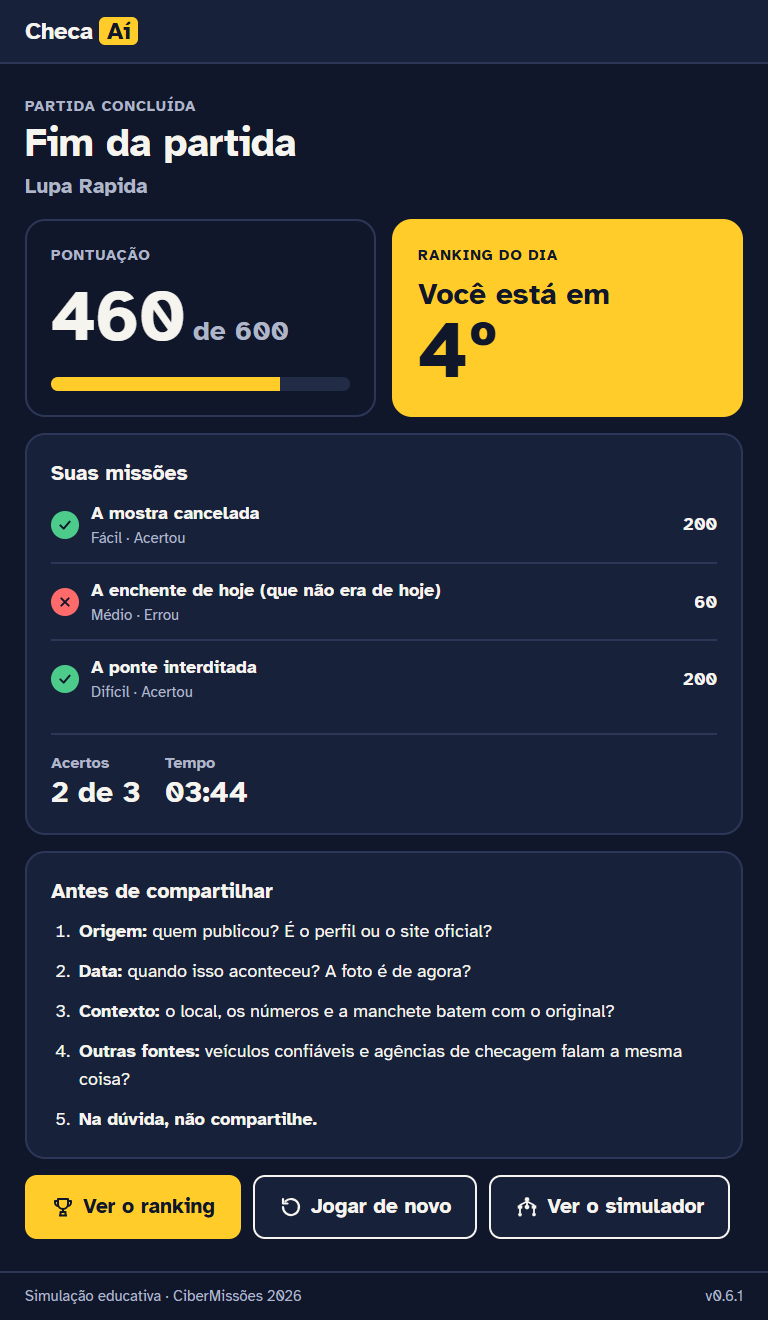 Checa Aí
PARTIDA CONCLUÍDA
Fim da partida
Lupa Rapida
PONTUAÇÃO
460 de 600
RANKING DO DIA
Você está em
4º
Suas missões
A mostra cancelada
Fácil · Acertou
200
A enchente de hoje (que não era de hoje)
Médio · Errou
60
A ponte interditada
Difícil · Acertou
200
Acertos
2 de 3
Tempo
03:44
Antes de compartilhar
1. Origem: quem publicou? É o perfil ou o site oficial?
2. Data: quando isso aconteceu? A foto é de agora?
3. Contexto: o local, os números e a manchete batem com o original?
4. Outras fontes: veículos confiáveis e agências de checagem falam a mesma
coisa?
5. Na dúvida, não compartilhe.
Ver o ranking
Jogar de novo
Ver o simulador
Simulação educativa · CiberMissões 2026
v0.6.1